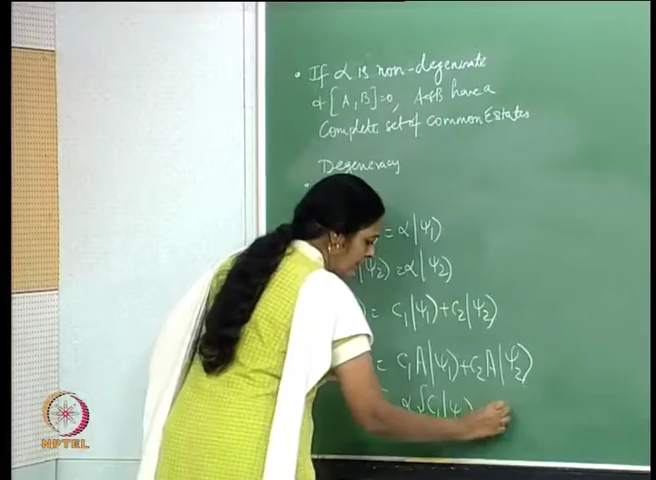 • If α is non-degenerate
& [A, B]=0, A & B have a
Complete set of Common Estates
Degeneracy
= α|ψ₁⟩
|ψ₂⟩ = α|ψ₂⟩
= c₁|ψ₁⟩ + c₂|ψ₂⟩
= c₁A|ψ₁⟩ + c₂A|ψ₂⟩
α{c₁|ψ
NPTEL